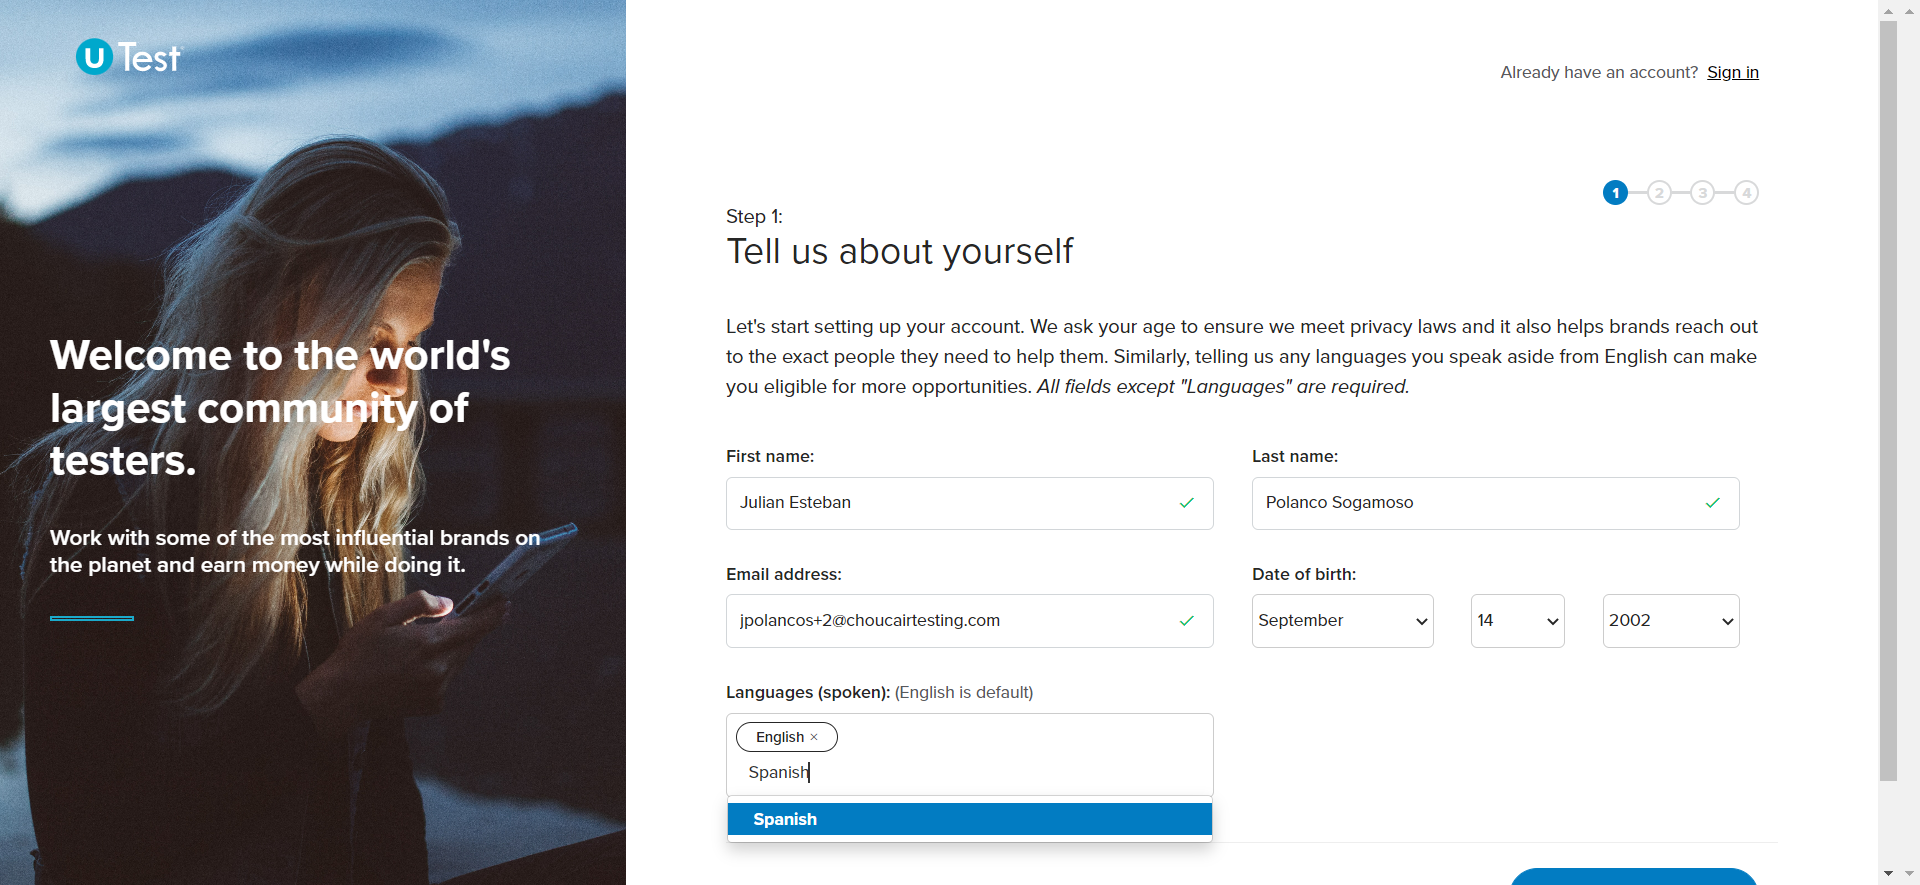 U Test
Already have an account? Sign in
1 2 3 4
Step 1:
Tell us about yourself
Let's start setting up your account. We ask your age to ensure we meet privacy laws and it also helps brands reach out
to the exact people they need to help them. Similarly, telling us any languages you speak aside from English can make
you eligible for more opportunities. All fields except "Languages" are required.
Welcome to the world's
largest community of
testers.
Work with some of the most influential brands on
the planet and earn money while doing it.
First name:
Julian Esteban
Last name:
Polanco Sogamoso
Email address:
jpolancos+2@choucairtesting.com
Date of birth:
September 14 2002
Languages (spoken): (English is default)
English ×
Spanish
Spanish